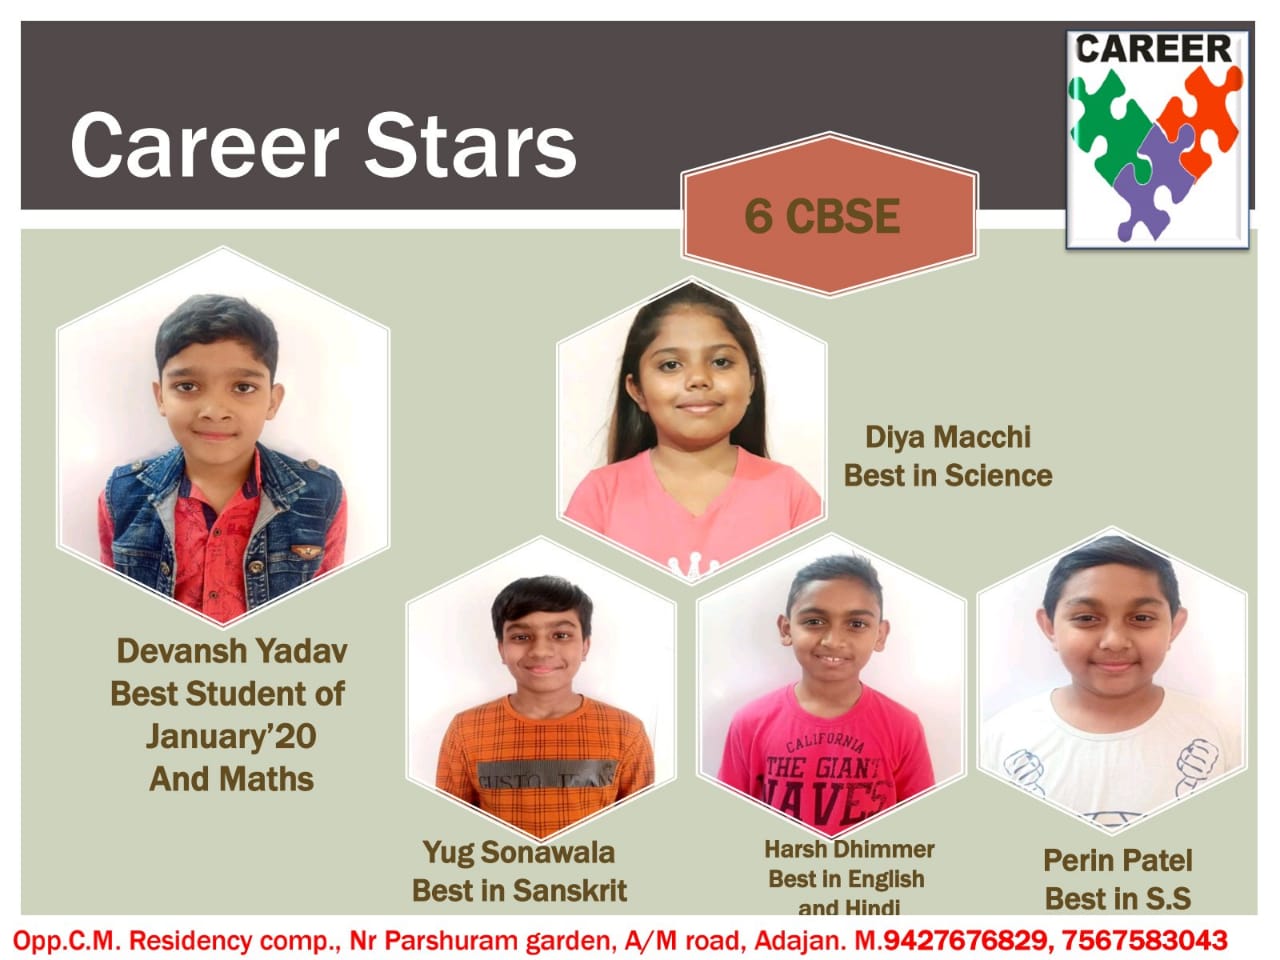 CAREER
Career Stars
6 CBSE
Diya Macchi
Best in Science
Devansh Yadav
Best Student of
January’20
And Maths
CALIFORNIA
THE GIANT
WAVES
Yug Sonawala
Best in Sanskrit
Harsh Dhimmer
Best in English
and Hindi
Perin Patel
Best in S.S
Opp.C.M. Residency comp., Nr Parshuram garden, A/M road, Adajan. M.9427676829, 7567583043